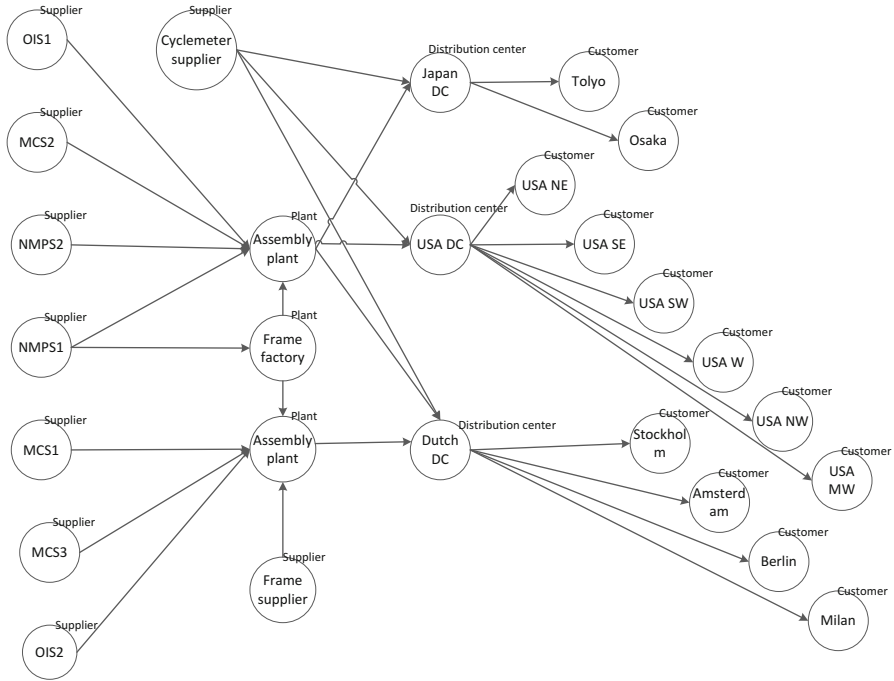 Supplier
OIS1
Supplier
Cyclemeter
supplier
Distribution center
Japan
DC
Customer
Tolyo
Supplier
MCS2
Customer
Osaka
Customer
USA NE
Supplier
NMPS2
Plant
Assembly
plant
Distribution center
USA DC
Customer
USA SE
Customer
USA SW
Supplier
NMPS1
Plant
Frame
factory
Customer
USA W
Customer
USA NW
Supplier
MCS1
Plant
Assembly
plant
Distribution center
Dutch
DC
Customer
Stockhol
m
Customer
USA
MW
Customer
Amsterd
am
Supplier
MCS3
Supplier
Frame
supplier
Customer
Berlin
Customer
Milan
Supplier
OIS2